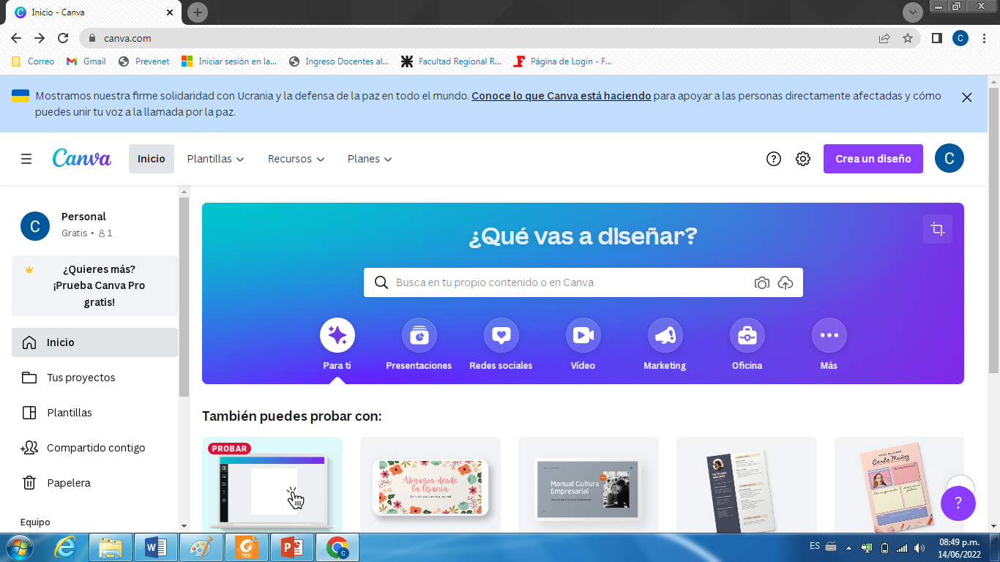 Inicio - Canva
canva.com
Correo
Gmail
Prevenet
Iniciar sesión en la...
Ingreso Docentes al...
Facultad Regional R...
Página de Login - F...
Mostramos nuestra firme solidaridad con Ucrania y la defensa de la paz en todo el mundo. Conoce lo que Canva está haciendo para apoyar a las personas directamente afectadas y cómo
puedes unir tu voz a la llamada por la paz.
Canva
Inicio
Plantillas
Recursos
Planes
Crea un diseño
C
C
Personal
Gratis • 1
¿Quieres más?
¡Prueba Canva Pro
gratis!
Inicio
Tus proyectos
Plantillas
Compartido contigo
Papelera
Equipo
¿Qué vas a diseñar?
Busca en tu propio contenido o en Canva
Para ti
Presentaciones
Redes sociales
Vídeo
Marketing
Oficina
Más
También puedes probar con:
PROBAR
Abrazos desde
la lejanía
Manual Cultura
Empresarial
Carla Muñoz
?
ES
08:49 p.m.
14/06/2022